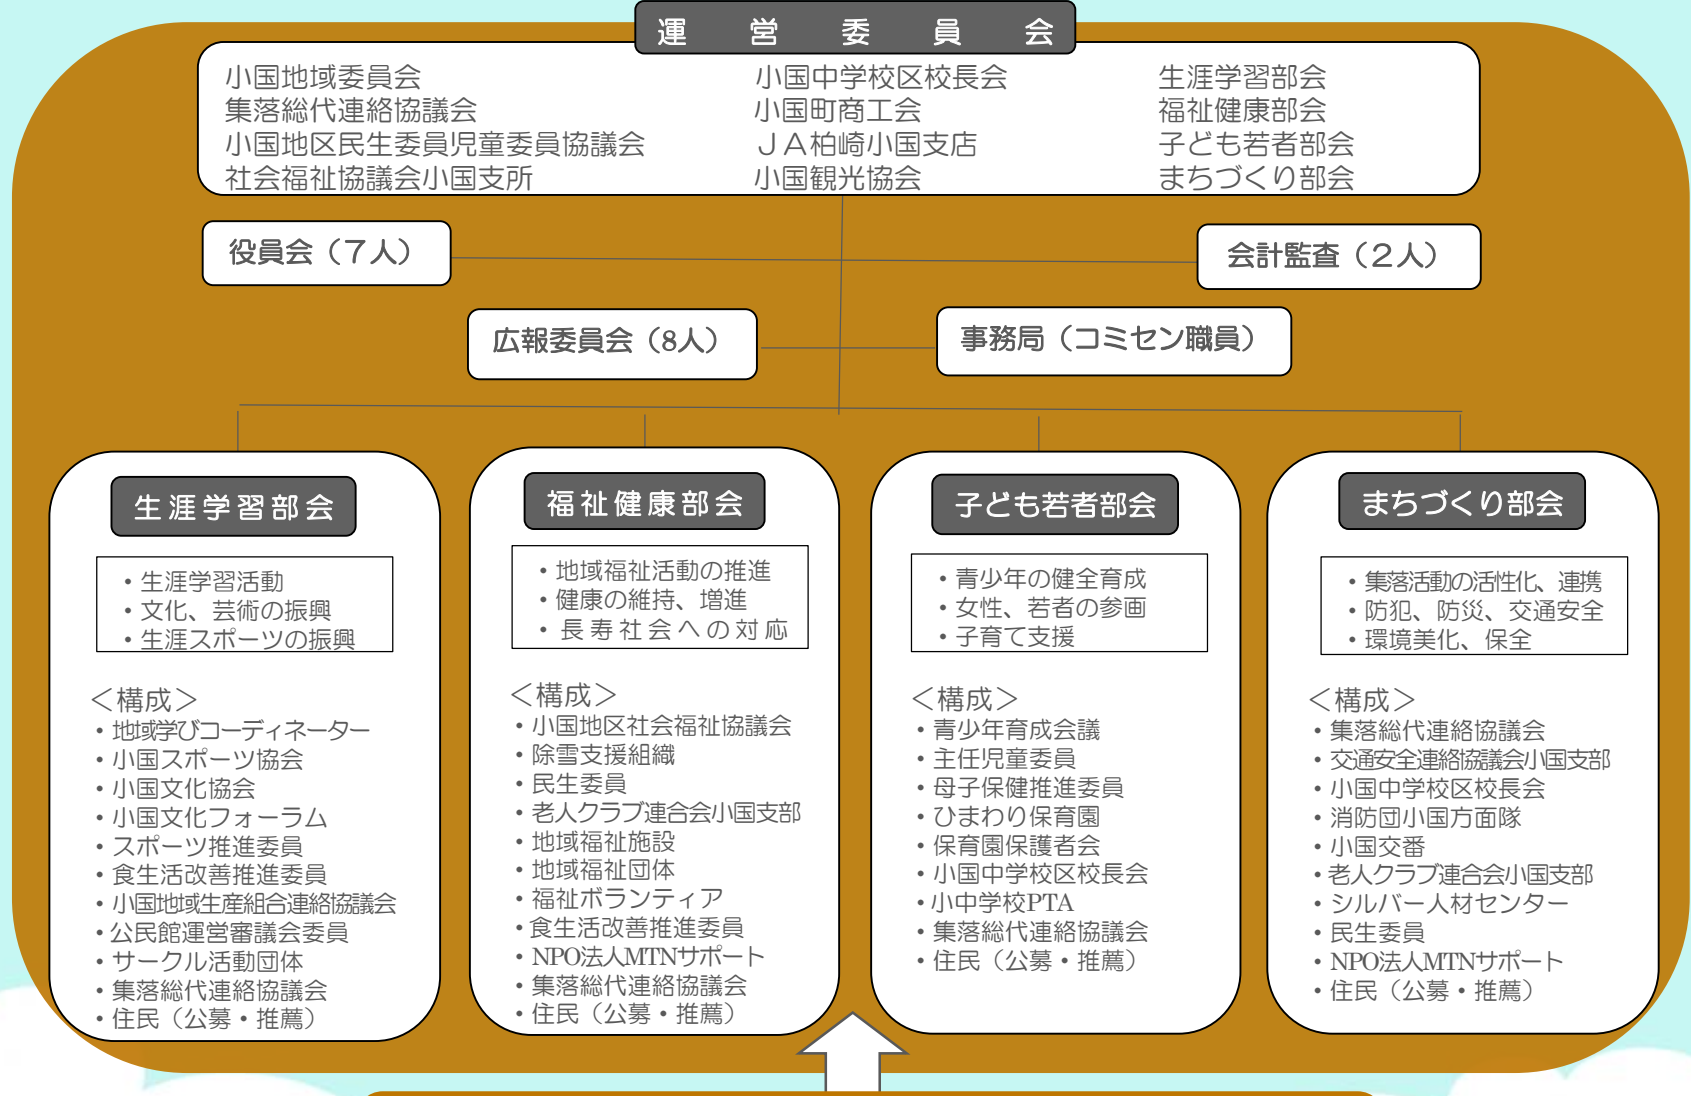 運営委員会
小国地域委員会
集落総代連絡協議会
小国地区民生委員児童委員協議会
社会福祉協議会小国支所
小国中学校区校長会
小国町商工会
ＪＡ柏崎小国支店
小国観光協会
生涯学習部会
福祉健康部会
子ども若者部会
まちづくり部会
役員会（７人）
会計監査（２人）
広報委員会（8人）
事務局（コミセン職員）
生涯学習部会
・生涯学習活動
・文化、芸術の振興
・生涯スポーツの振興
＜構成＞
・地域学びコーディネーター
・小国スポーツ協会
・小国文化協会
・小国文化フォーラム
・スポーツ推進委員
・食生活改善推進委員
・小国地域生産組合連絡協議会
・公民館運営審議会委員
・サークル活動団体
・集落総代連絡協議会
・住民（公募・推薦）
福祉健康部会
・地域福祉活動の推進
・健康の維持、増進
・長寿社会への対応
＜構成＞
・小国地区社会福祉協議会
・除雪支援組織
・民生委員
・老人クラブ連合会小国支部
・地域福祉施設
・地域福祉団体
・福祉ボランティア
・食生活改善推進委員
・NPO法人MTNサポート
・集落総代連絡協議会
・住民（公募・推薦）
子ども若者部会
・青少年の健全育成
・女性、若者の参画
・子育て支援
＜構成＞
・青少年育成会議
・主任児童委員
・母子保健推進委員
・ひまわり保育園
・保育園保護者会
・小国中学校区校長会
・小中学校PTA
・集落総代連絡協議会
・住民（公募・推薦）
まちづくり部会
・集落活動の活性化、連携
・防犯、防災、交通安全
・環境美化、保全
＜構成＞
・集落総代連絡協議会
・交通安全連絡協議会小国支部
・小国中学校区校長会
・消防団小国方面隊
・小国交番
・老人クラブ連合会小国支部
・シルバー人材センター
・民生委員
・NPO法人MTNサポート
・住民（公募・推薦）